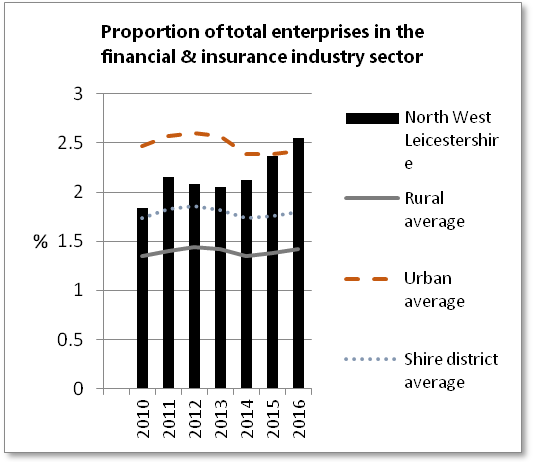 Proportion of total enterprises in the
financial & insurance industry sector
3
2.5
2
1.5
1
0.5
0
%
2010
2011
2012
2013
2014
2015
2016
North West
Leicestershir
e
Rural
average
Urban
average
Shire district
average